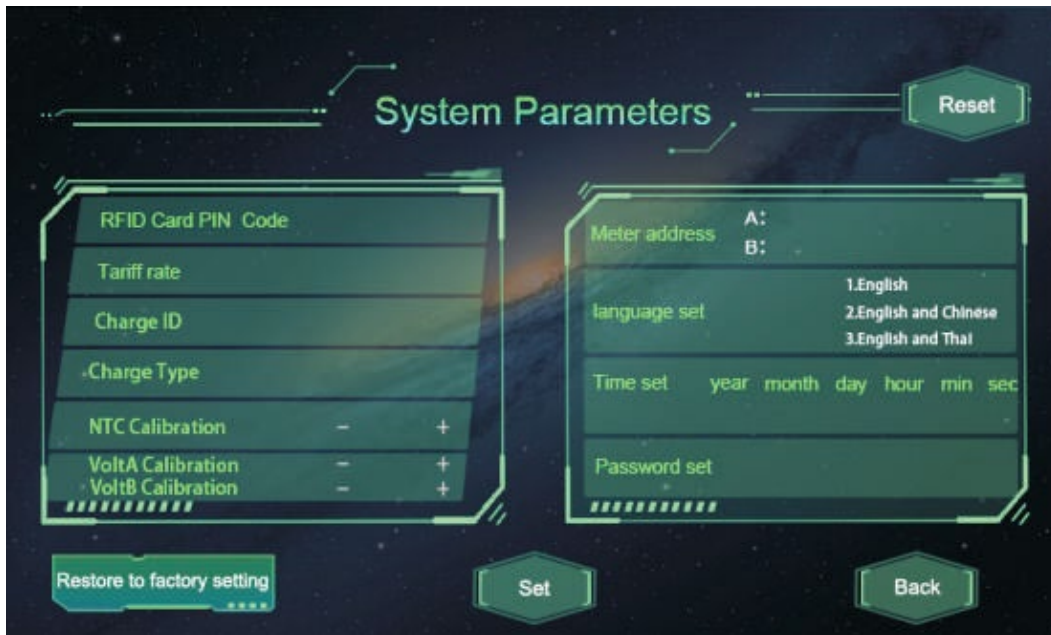 System Parameters
Reset
RFID Card PIN Code
Tariff rate
Charge ID
Charge Type
NTC Calibration - +
VoltA Calibration - +
VoltB Calibration - +
Meter address A:
B:
language set 1.English
2.English and Chinese
3.English and Thai
Time set year month day hour min sec
Password set
Restore to factory setting
Set
Back